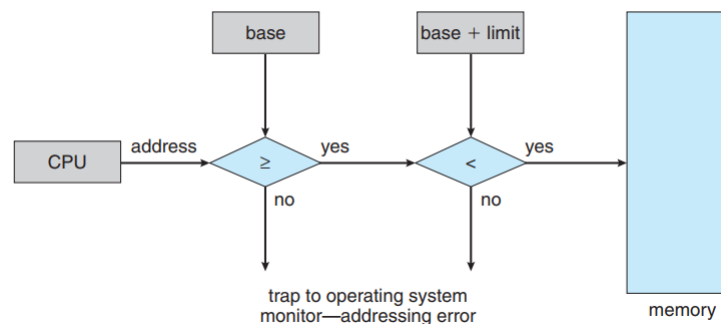 base
base + limit
CPU
address
≥
yes
<
yes
no
no
trap to operating system
monitor—addressing error
memory